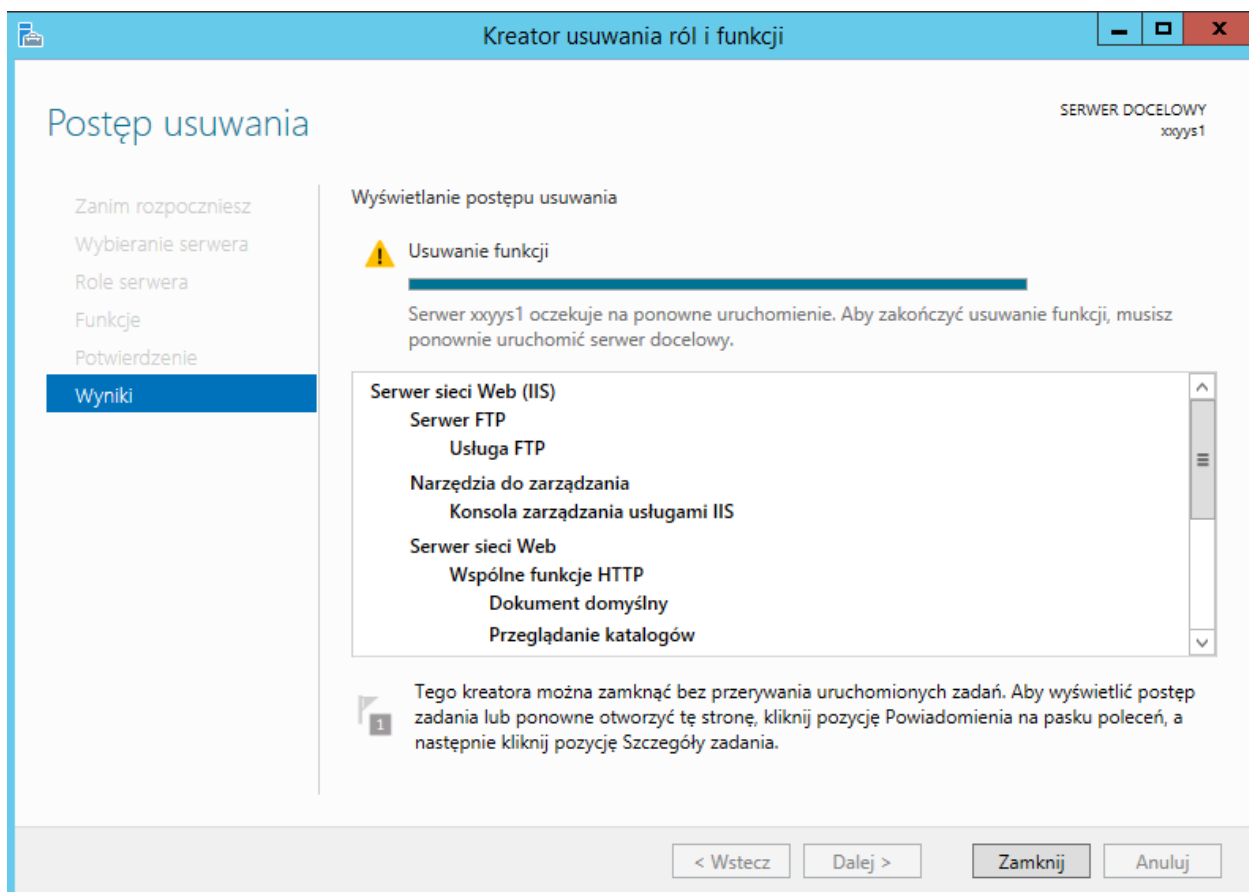 Kreator usuwania ról i funkcji
Postęp usuwania
SERWER DOCELOWY
xxyys1
Zanim rozpoczniesz
Wybieranie serwera
Role serwera
Funkcje
Potwierdzenie
Wyniki
Wyświetlanie postępu usuwania
Usuwanie funkcji
Serwer xxyys1 oczekuje na ponowne uruchomienie. Aby zakończyć usuwanie funkcji, musisz
ponownie uruchomić serwer docelowy.
Serwer sieci Web (IIS)
Serwer FTP
Usługa FTP
Narzędzia do zarządzania
Konsola zarządzania usługami IIS
Serwer sieci Web
Wspólne funkcje HTTP
Dokument domyślny
Przeglądanie katalogów
1
Tego kreatora można zamknąć bez przerywania uruchomionych zadań. Aby wyświetlić postęp
zadania lub ponowne otworzyć tę stronę, kliknij pozycję Powiadomienia na pasku poleceń, a
następnie kliknij pozycję Szczegóły zadania.
< Wstecz
Dalej >
Zamknij
Anuluj